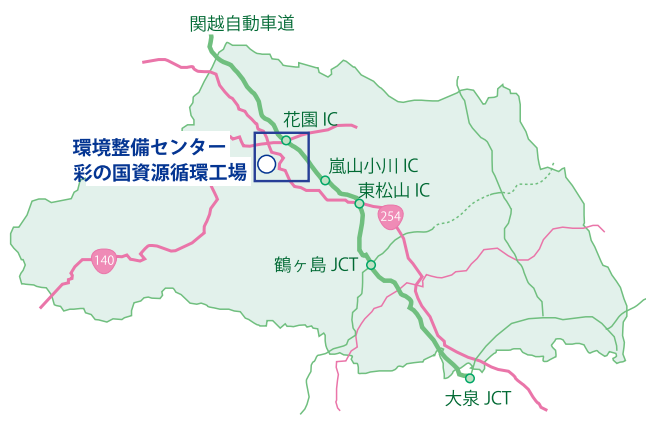 関越自動車道
花園 IC
環境整備センター
彩の国資源循環工場
嵐山小川 IC
東松山 IC
254
140
鶴ヶ島 JCT
大泉 JCT